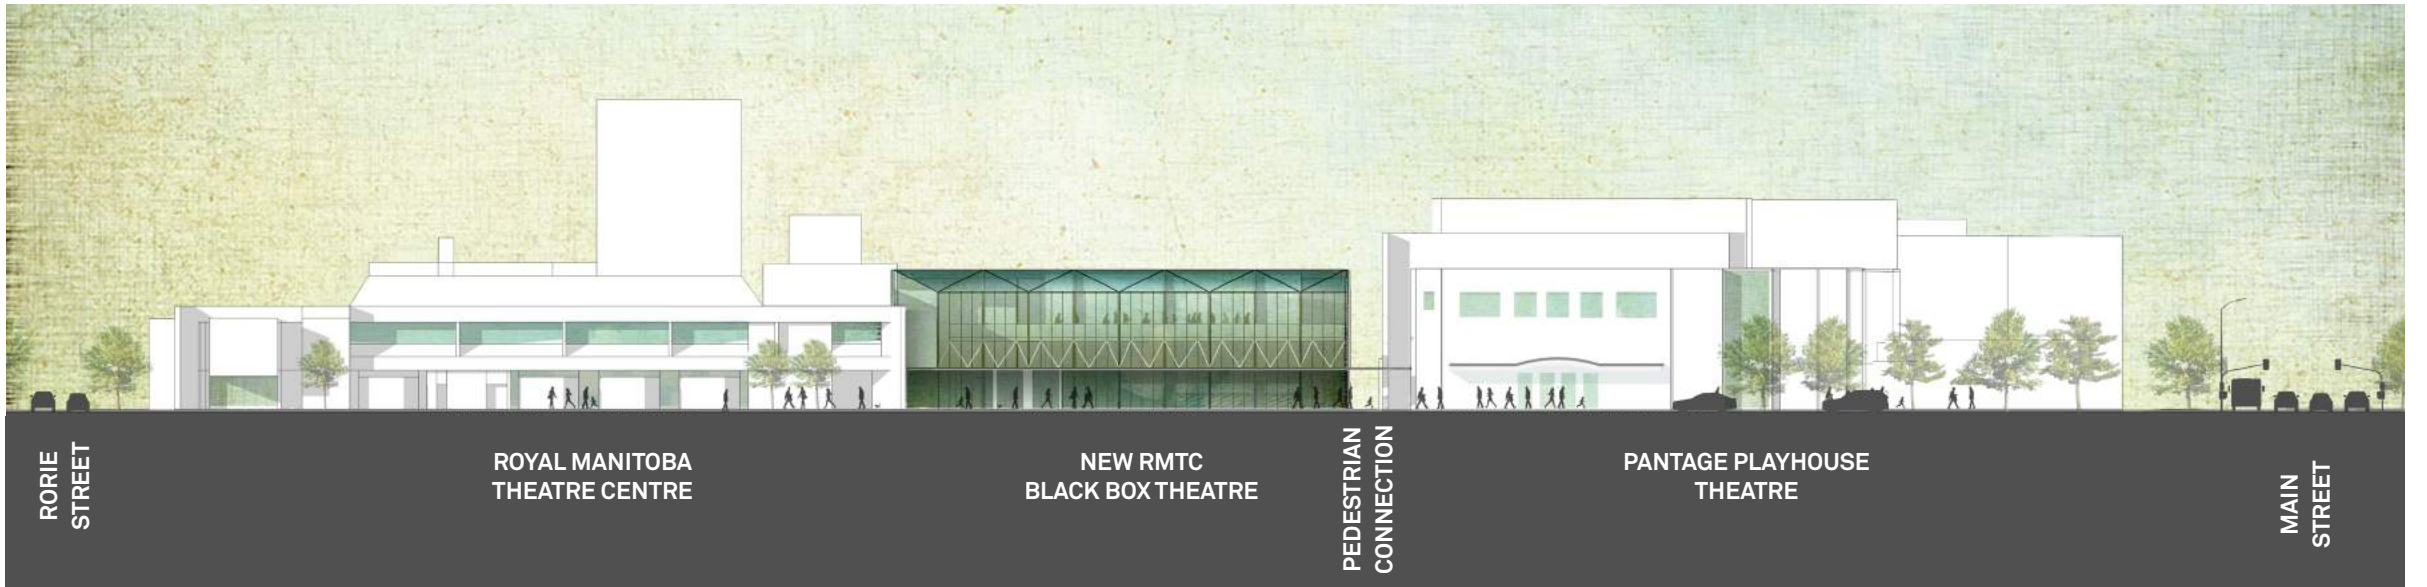 RORIE
STREET
ROYAL MANITOBA
THEATRE CENTRE
NEW RMTC
BLACK BOX THEATRE
PEDESTRIAN
CONNECTION
PANTAGE PLAYHOUSE
THEATRE
MAIN
STREET